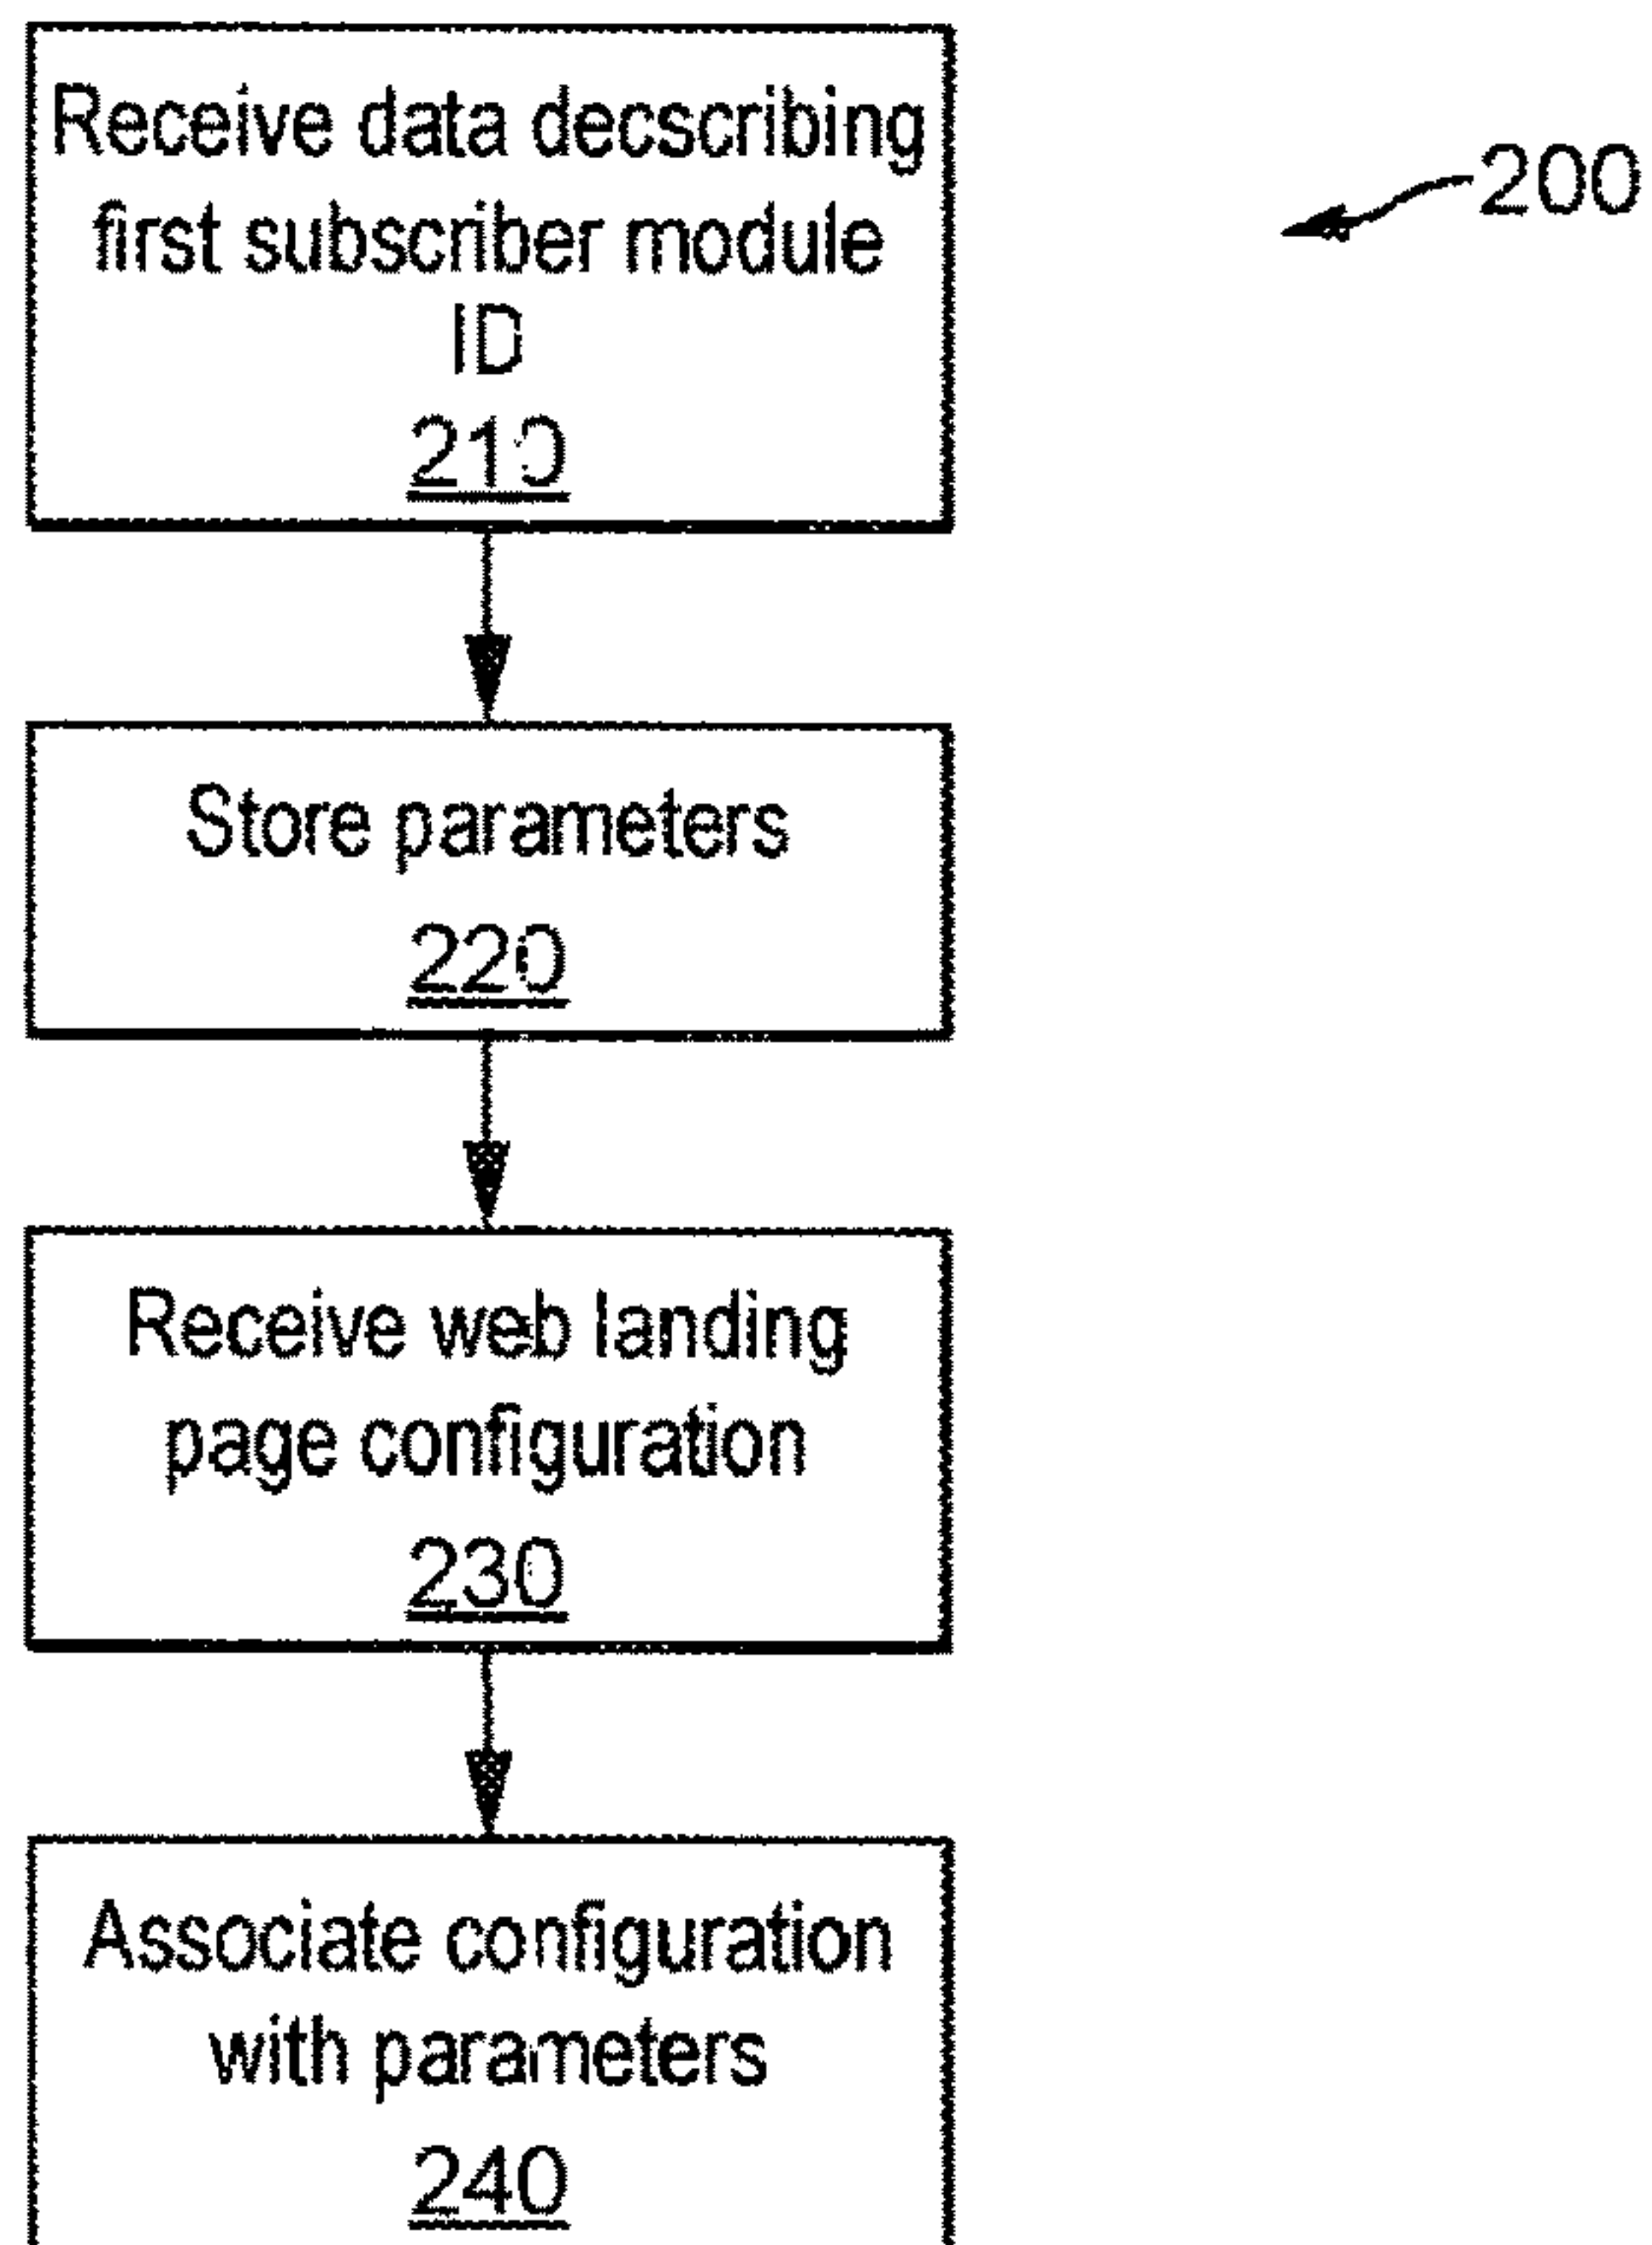 Receive data decscribing
200
first subscriber module
ID
210
Store parameters
220
Receive web landing
page configuration
230
Associate configuration
with parameters
240